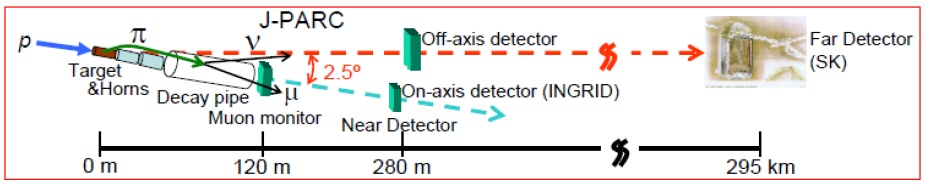 J-PARC
p
π
ν
Off-axis detector
Far Detector
(SK)
Target
&Horns
2.5º
Decay pipe
μ
On-axis detector (INGRID)
Muon monitor
Near Detector
0 m
120 m
280 m
295 km